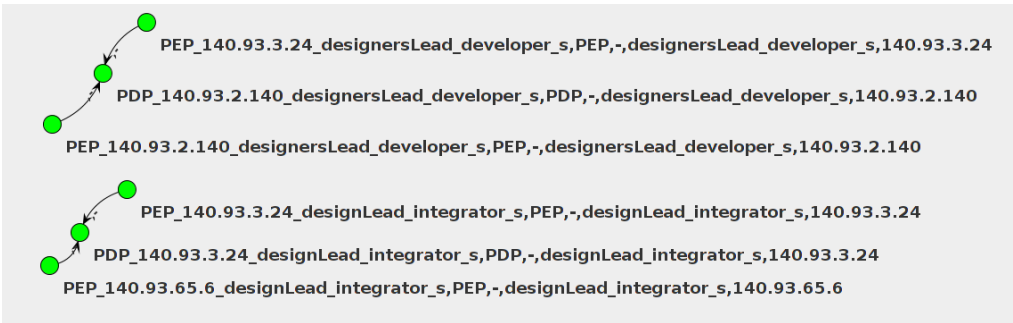 PEP_140.93.3.24_designersLead_developer_s,PEP,-,designersLead_developer_s,140.93.3.24
PDP_140.93.2.140_designersLead_developer_s,PDP,-,designersLead_developer_s,140.93.2.140
PEP_140.93.2.140_designersLead_developer_s,PEP,-,designersLead_developer_s,140.93.2.140
PEP_140.93.3.24_designLead_integrator_s,PEP,-,designLead_integrator_s,140.93.3.24
PDP_140.93.3.24_designLead_integrator_s,PDP,-,designLead_integrator_s,140.93.3.24
PEP_140.93.65.6_designLead_integrator_s,PEP,-,designLead_integrator_s,140.93.65.6